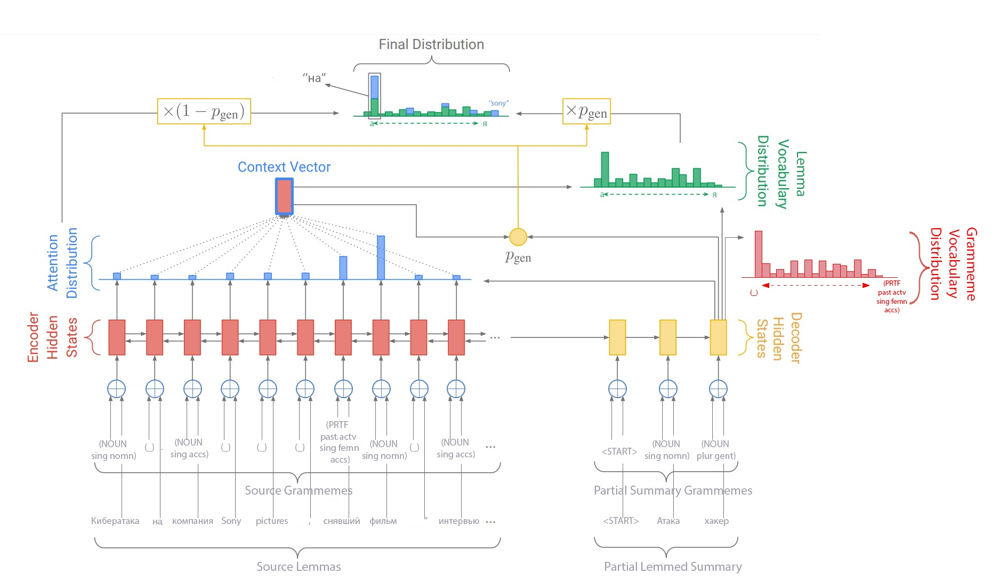 Final Distribution
"на"
×(1 − pgen)
"sony"
×pgen
а
я
Context Vector
Lemma
Vocabulary
Distribution
а
я
Attention
Distribution
pgen
Grammeme
Vocabulary
Distribution
(_)
(PRTF
past actv
sing femn
accs)
Encoder
Hidden
States
...
Decoder
Hidden
States
(NOUN
sing nomn)
(_)
(NOUN
sing accs)
(_)
(_)
(_)
(PRTF
past actv
sing femn
accs)
(NOUN
sing nomn)
(_)
(NOUN
sing accs)
...
<START>
(NOUN
sing nomn)
(NOUN
plur gent)
Source Grammemes
Partial Summary Grammemes
Кибератака на компания Sony pictures , снявший фильм " интервью ...
<START> Атака хакер
Source Lemmas
Partial Lemmed Summary